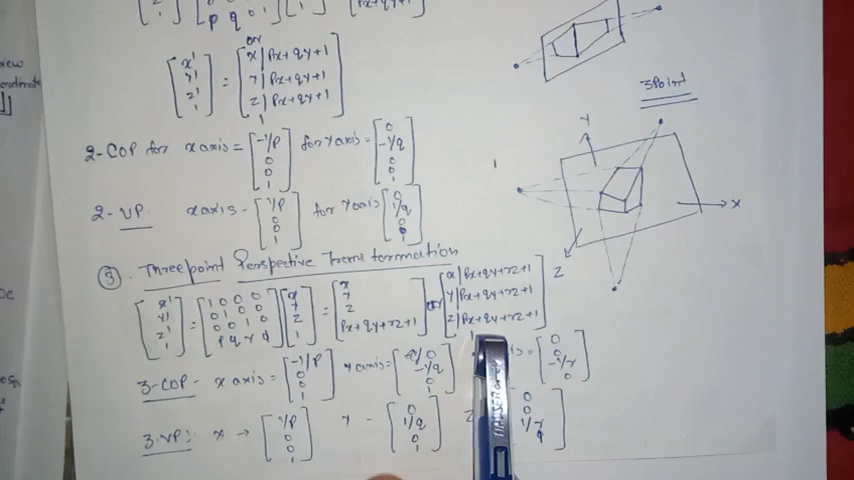 p q 0 1
or
x' = x | Px + qy + 1
y' y | Px + qy + 1
z' z | Px + qy + 1
1 1
2-COP for x axis = [-1/P 0 0 1] for Y axis = [0 -1/q 0 1]
2-VP x axis - [1/P 0 0 1] for Y axis [0 1/q 0 1]
③ Three point Perspective Transformation
[x' y' z' 1] = [1 0 0 0 0 1 0 0 0 0 1 0 p q r d] [x y z 1] = [x y z Px+qy+rz+1] or [x | Px+qy+rz+1 y | Px+qy+rz+1 z | Px+qy+rz+1 1]
3-COP - x axis = [-1/P 0 0 1] Y axis = [0 -1/q 0 1] is = [0 0 -1/r 0]
3-VP: x → [1/P 0 0 1] Y - [0 1/q 0 1] Z [0 0 1/r]
3 Point
Y
X
Z